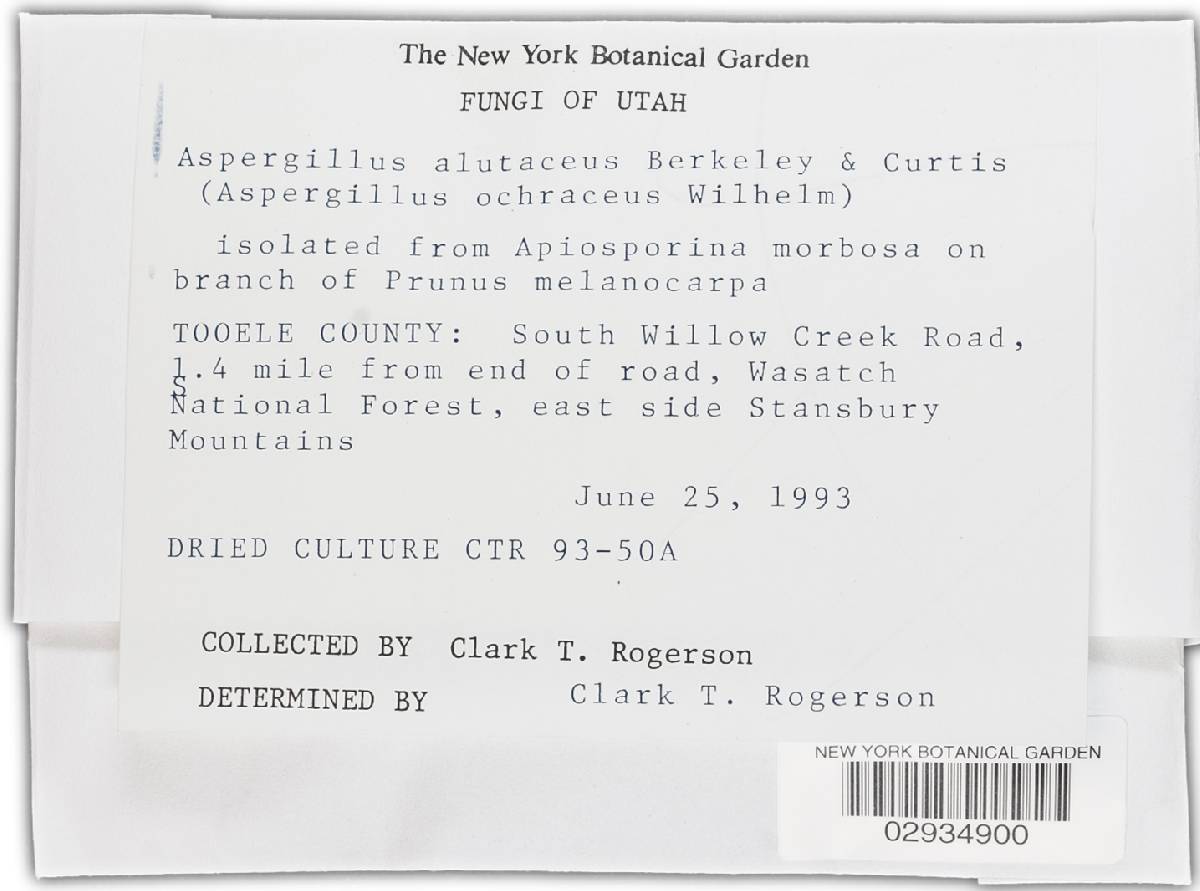 The New York Botanical Garden
FUNGI OF UTAH
Aspergillus alutaceus Berkeley & Curtis
(Aspergillus ochraceus Wilhelm)
isolated from Apiosporina morbosa on
branch of Prunus melanocarpa
TOOELE COUNTY: South Willow Creek Road,
1.4 mile from end of road, Wasatch
S
National Forest, east side Stansbury
Mountains
June 25, 1993
DRIED CULTURE CTR 93-50A
COLLECTED BY Clark T. Rogerson
DETERMINED BY Clark T. Rogerson
NEW YORK BOTANICAL GARDEN
02934900